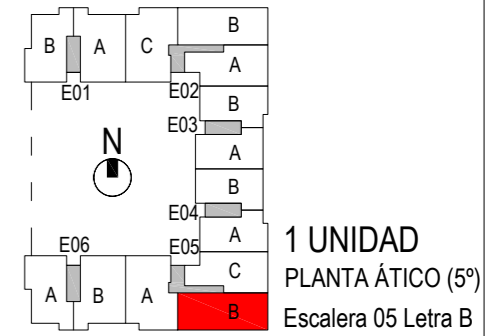 B
B A C
A
E01 E02
B
E03
N
A
B
E04
A
E06 E05
C
A B A
B
1 UNIDAD
PLANTA ÁTICO (5º)
Escalera 05 Letra B